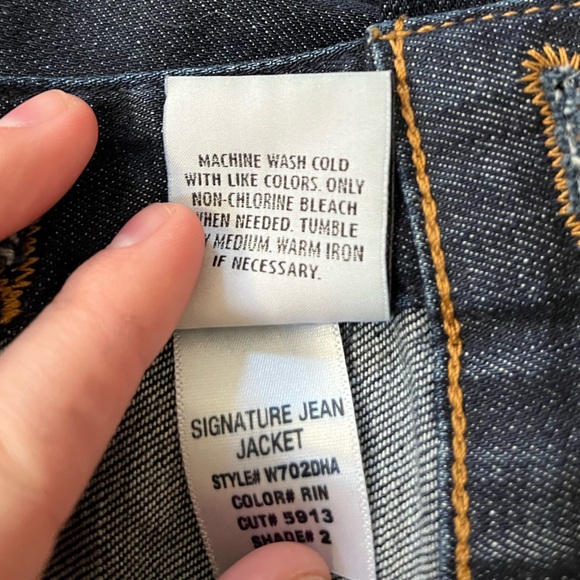 MACHINE WASH COLD
WITH LIKE COLORS. ONLY
NON-CHLORINE BLEACH
WHEN NEEDED. TUMBLE
MEDIUM. WARM IRON
IF NECESSARY.
SIGNATURE JEAN
JACKET
STYLE# W702DHA
COLOR# RIN
CUT# 5913
SHADE# 2